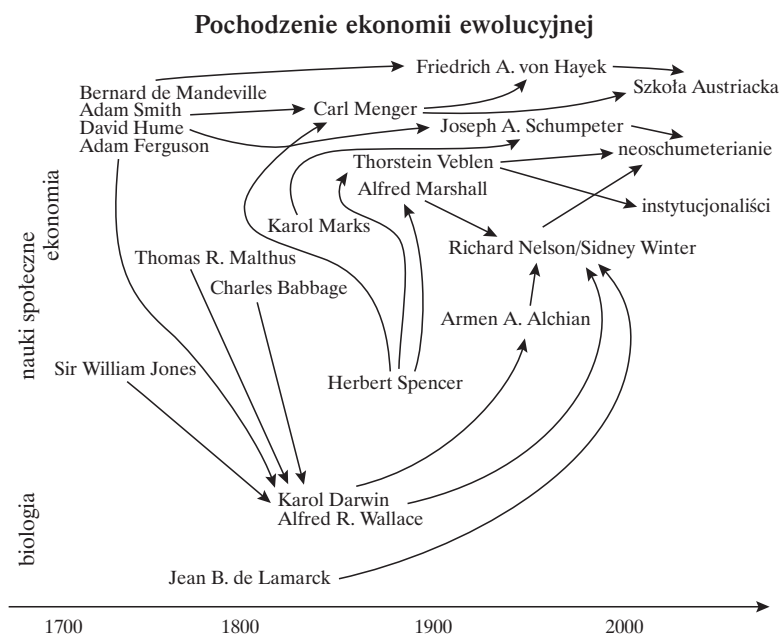 Pochodzenie ekonomii ewolucyjnej
Friedrich A. von Hayek
Szkoła Austriacka
Bernard de Mandeville
Adam Smith
David Hume
Adam Ferguson
Carl Menger
Joseph A. Schumpeter
neoschumeterianie
Thorstein Veblen
Alfred Marshall
instytucjonaliści
Karol Marks
Richard Nelson/Sidney Winter
Thomas R. Malthus
Charles Babbage
Armen A. Alchian
Sir William Jones
Herbert Spencer
Karol Darwin
Alfred R. Wallace
Jean B. de Lamarck
ekonomia
nauki społeczne
biologia
1700 1800 1900 2000